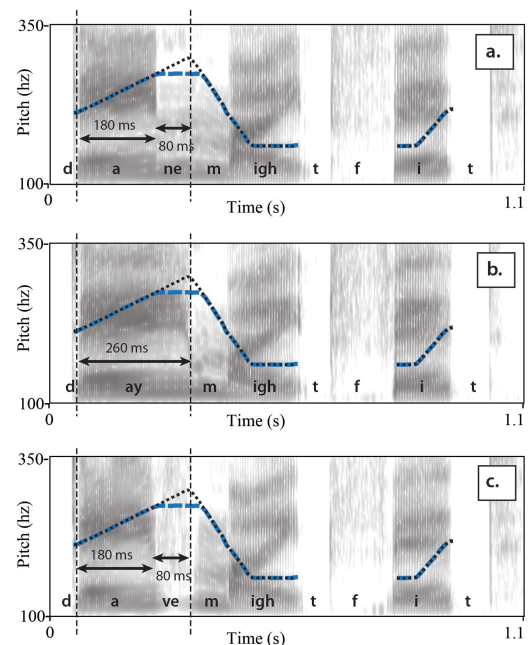 350
Pitch (hz)
a.
180 ms
80 ms
d a ne m igh t f i t
100
0 Time (s) 1.1
350
Pitch (hz)
b.
260 ms
d ay m igh t f i t
100
0 Time (s) 1.1
350
Pitch (hz)
c.
180 ms
80 ms
d a ve m igh t f i t
100
0 Time (s) 1.1